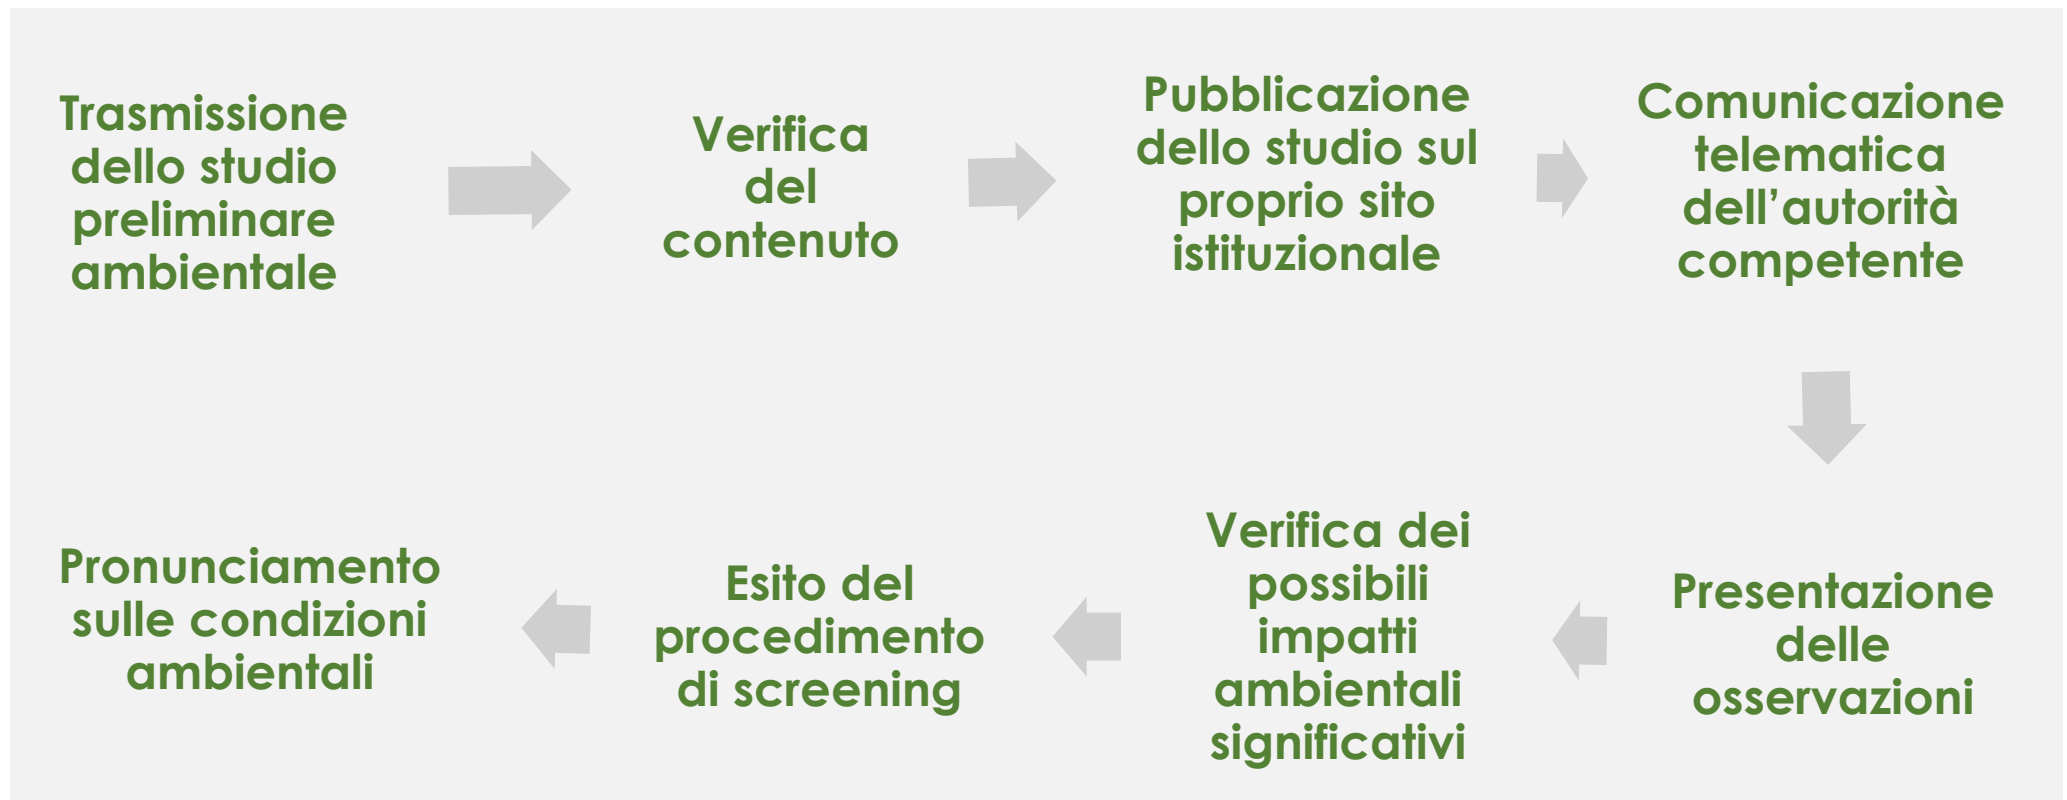 Trasmissione
dello studio
preliminare
ambientale
Verifica
del
contenuto
Pubblicazione
dello studio sul
proprio sito
istituzionale
Comunicazione
telematica
dell’autorità
competente
Presentazione
delle
osservazioni
Verifica dei
possibili
impatti
ambientali
significativi
Esito del
procedimento
di screening
Pronunciamento
sulle condizioni
ambientali